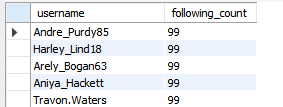 username following_count
Andre_Purdy85 99
Harley_Lind18 99
Arely_Bogan63 99
Aniya_Hackett 99
Travon.Waters 99